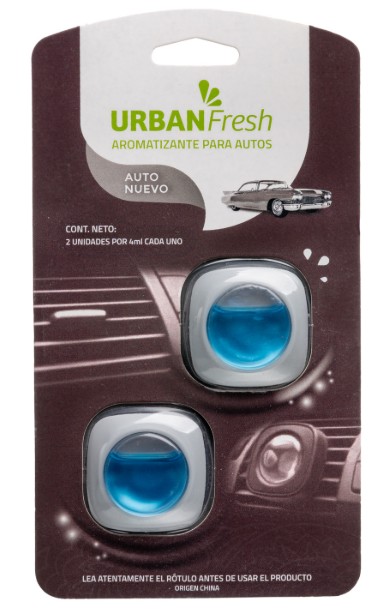 URBANFresh
AROMATIZANTE PARA AUTOS
AUTO
NUEVO
CONT. NETO:
2 UNIDADES POR 4ml CADA UNO
LEA ATENTAMENTE EL RÓTULO ANTES DE USAR EL PRODUCTO
ORIGEN CHINA